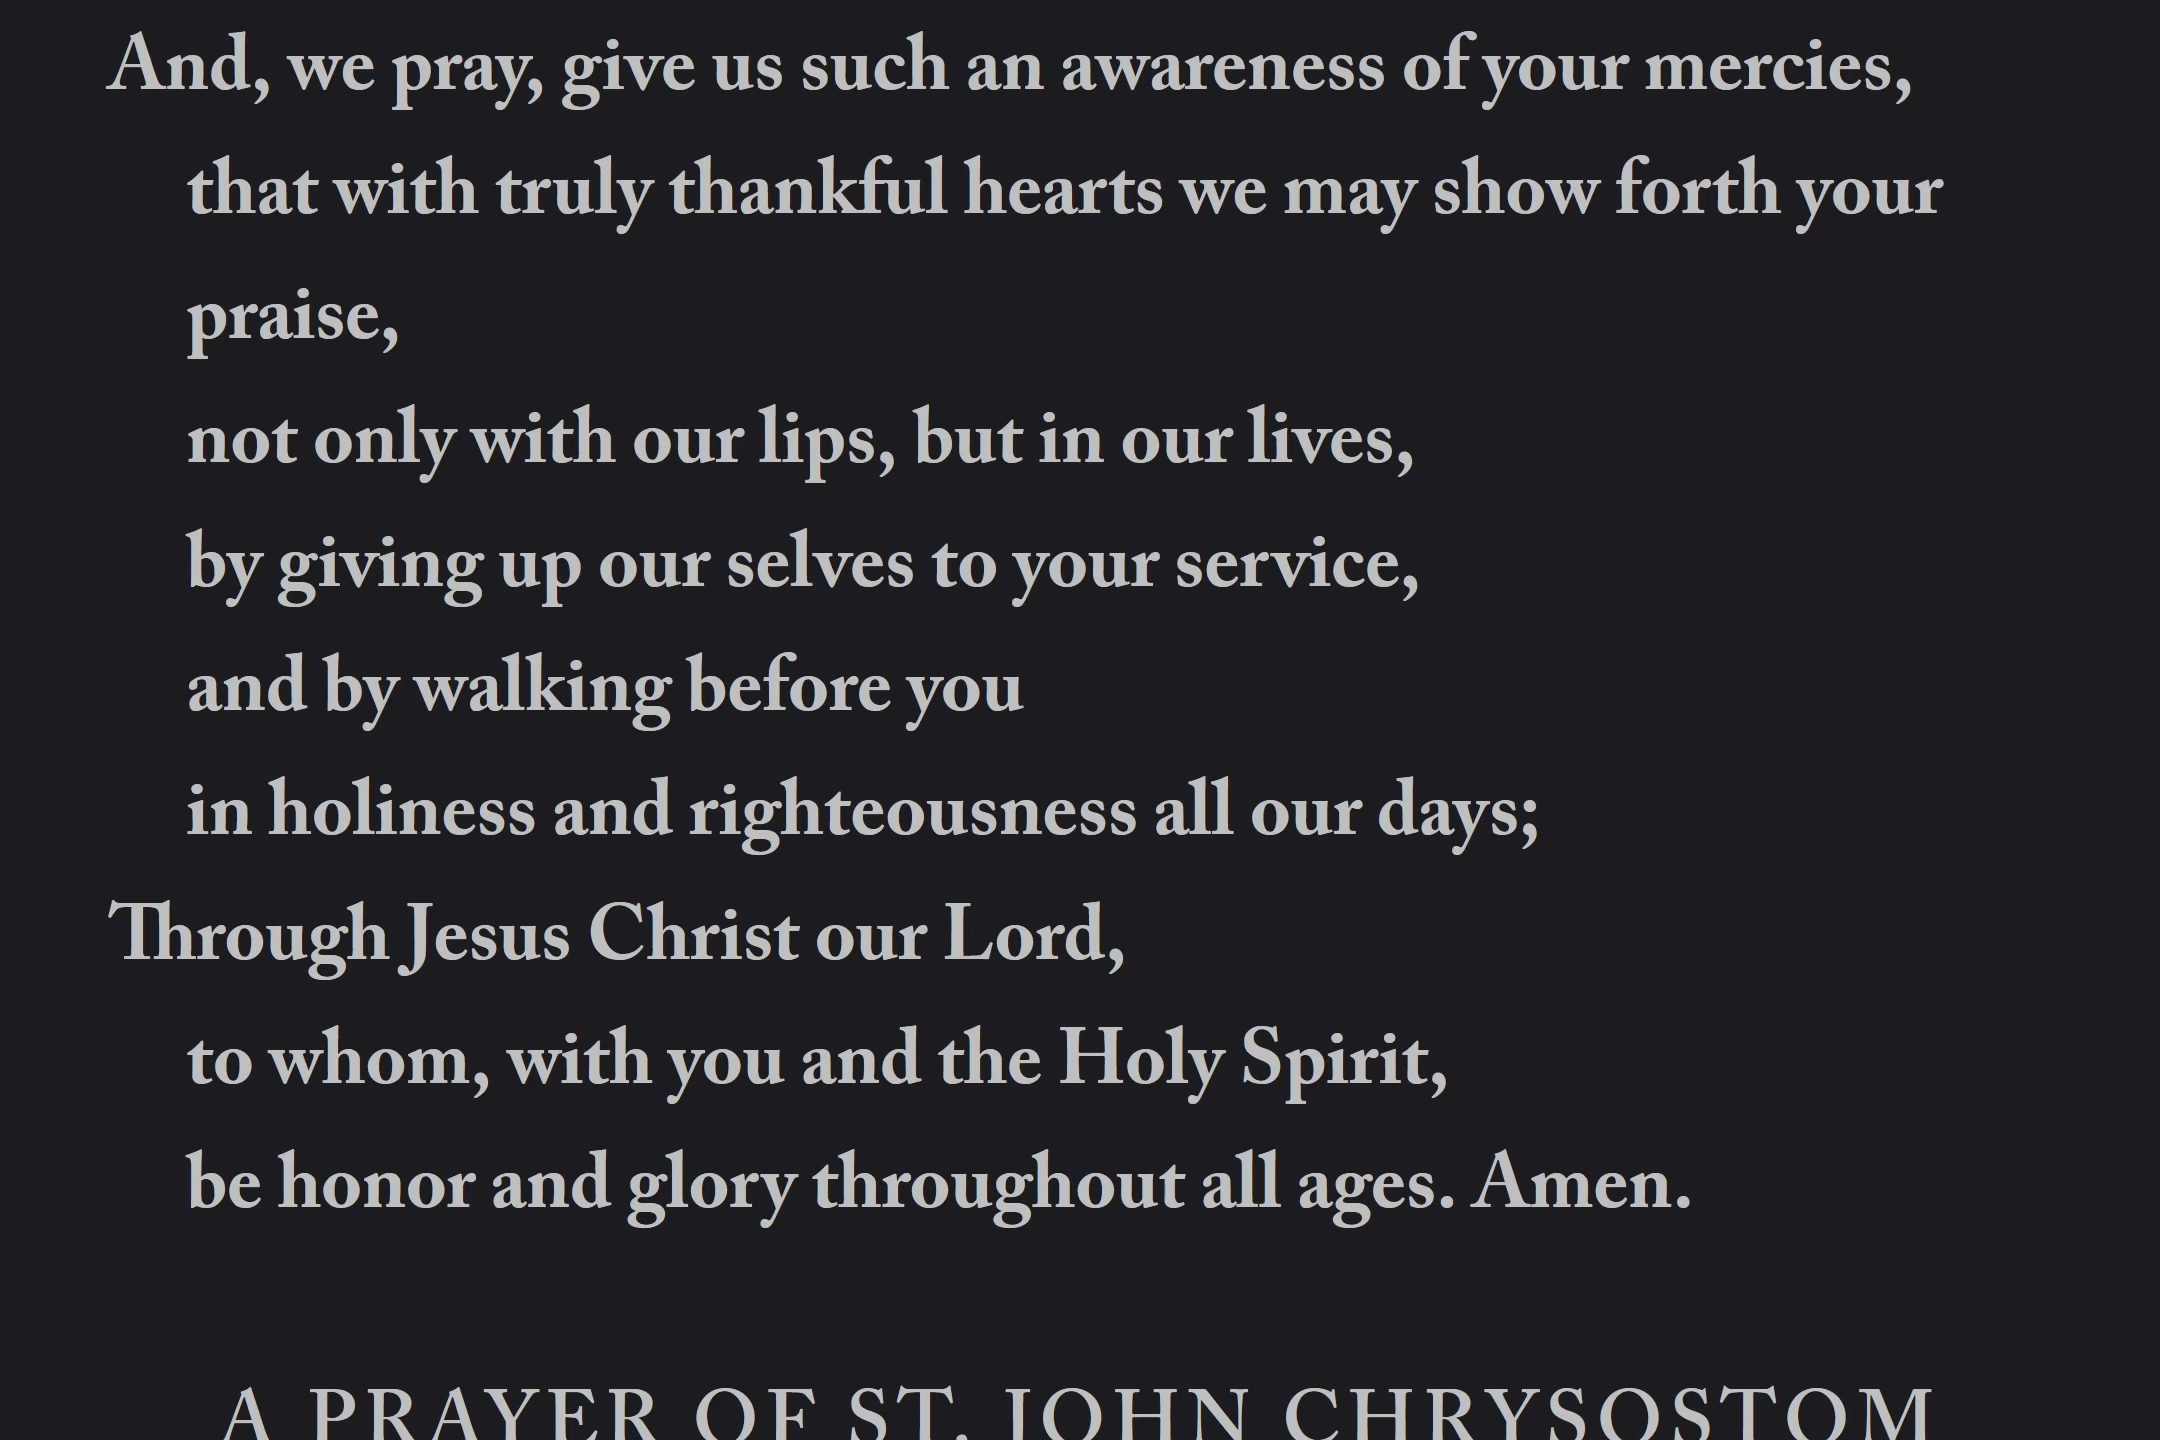 And, we pray, give us such an awareness of your mercies,
that with truly thankful hearts we may show forth your
praise,
not only with our lips, but in our lives,
by giving up our selves to your service,
and by walking before you
in holiness and righteousness all our days;
Through Jesus Christ our Lord,
to whom, with you and the Holy Spirit,
be honor and glory throughout all ages. Amen.
A PRAYER OF ST. JOHN CHRYSOSTOM